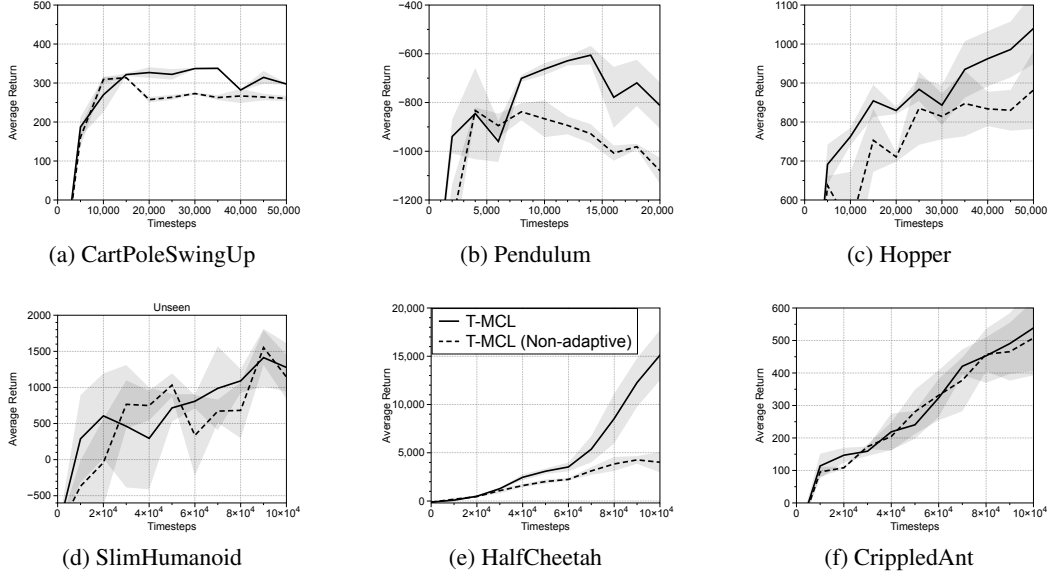 500
400
300
200
100
0
Average Return
0 10,000 20,000 30,000 40,000 50,000
Timesteps
(a) CartPoleSwingUp
−400
−600
−800
−1000
−1200
Average Return
0 5,000 10,000 15,000 20,000
Timesteps
(b) Pendulum
1100
1000
900
800
700
600
Average Return
0 10,000 20,000 30,000 40,000 50,000
Timesteps
(c) Hopper
Unseen
2000
1500
1000
500
0
−500
Average Return
0 2×10⁴ 4×10⁴ 6×10⁴ 8×10⁴ 10×10⁴
Timesteps
(d) SlimHumanoid
20,000
15,000
10,000
5,000
0
Average Return
T-MCL
T-MCL (Non-adaptive)
0 2×10⁴ 4×10⁴ 6×10⁴ 8×10⁴ 10×10⁴
Timesteps
(e) HalfCheetah
600
500
400
300
200
100
0
Average Return
0 2×10⁴ 4×10⁴ 6×10⁴ 8×10⁴ 10×10⁴
Timesteps
(f) CrippledAnt